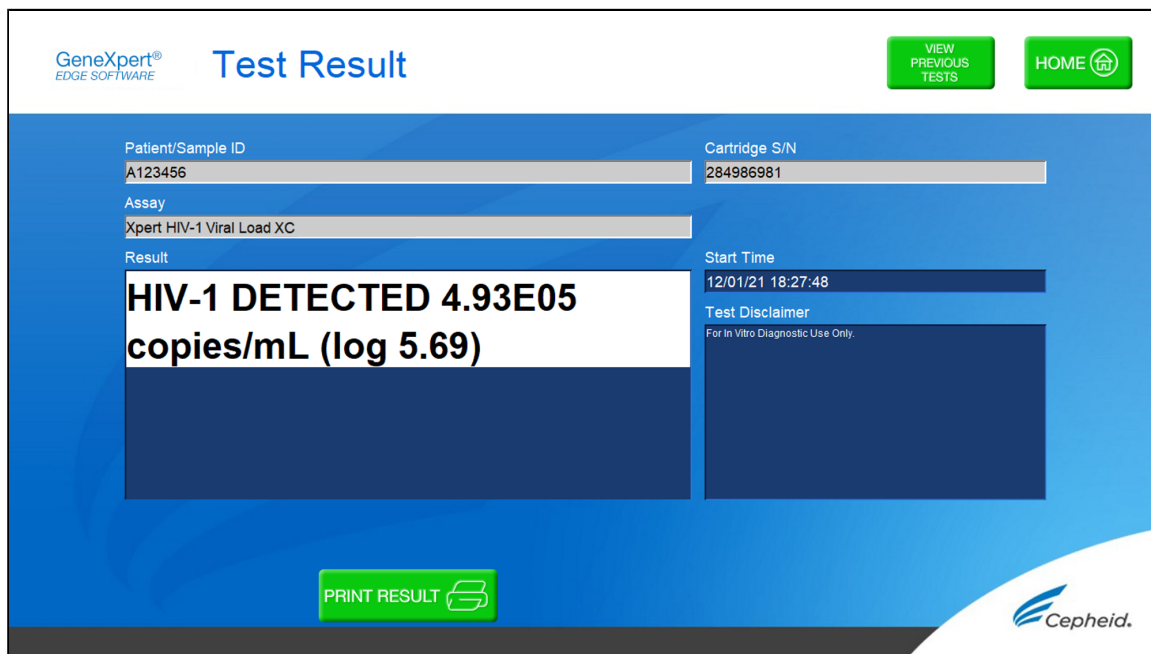 GeneXpert®
EDGE SOFTWARE
Test Result
VIEW
PREVIOUS
TESTS
HOME
Patient/Sample ID
A123456
Cartridge S/N
284986981
Assay
Xpert HIV-1 Viral Load XC
Result
HIV-1 DETECTED 4.93E05
copies/mL (log 5.69)
Start Time
12/01/21 18:27:48
Test Disclaimer
For In Vitro Diagnostic Use Only.
PRINT RESULT
Cepheid.